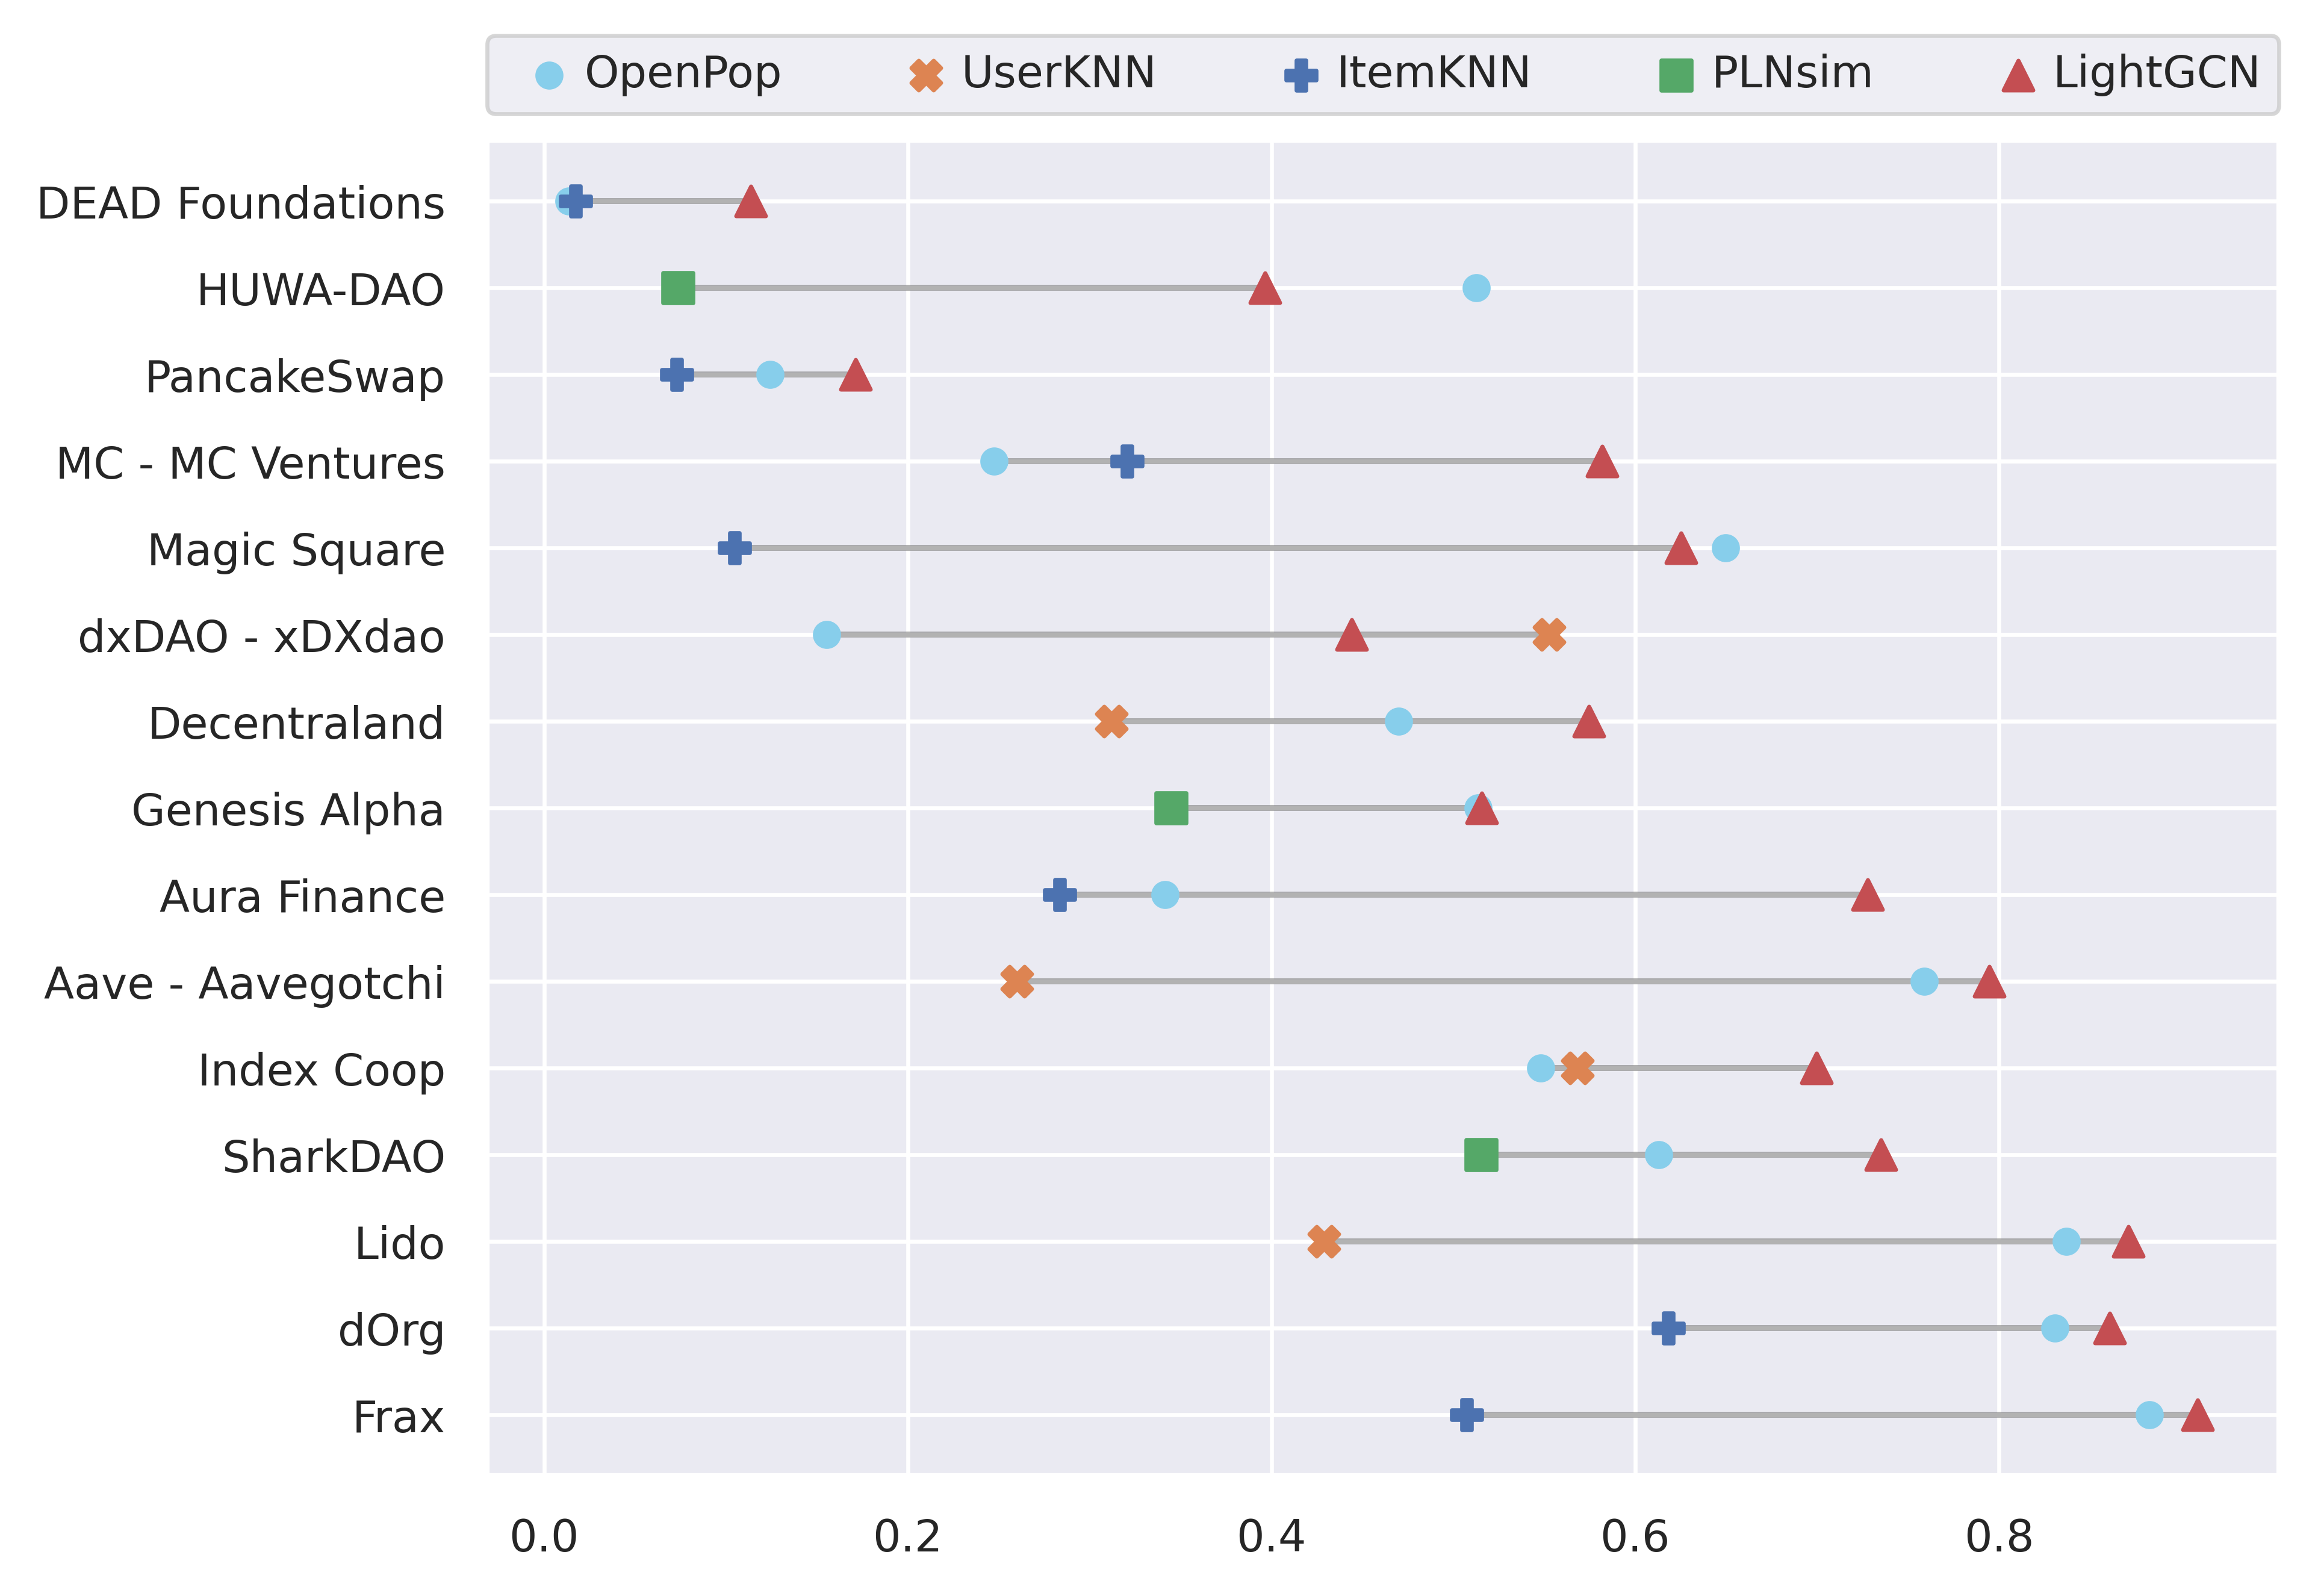 OpenPop UserKNN ItemKNN PLNsim LightGCN
DEAD Foundations
HUWA-DAO
PancakeSwap
MC - MC Ventures
Magic Square
dxDAO - xDXdao
Decentraland
Genesis Alpha
Aura Finance
Aave - Aavegotchi
Index Coop
SharkDAO
Lido
dOrg
Frax
0.0 0.2 0.4 0.6 0.8